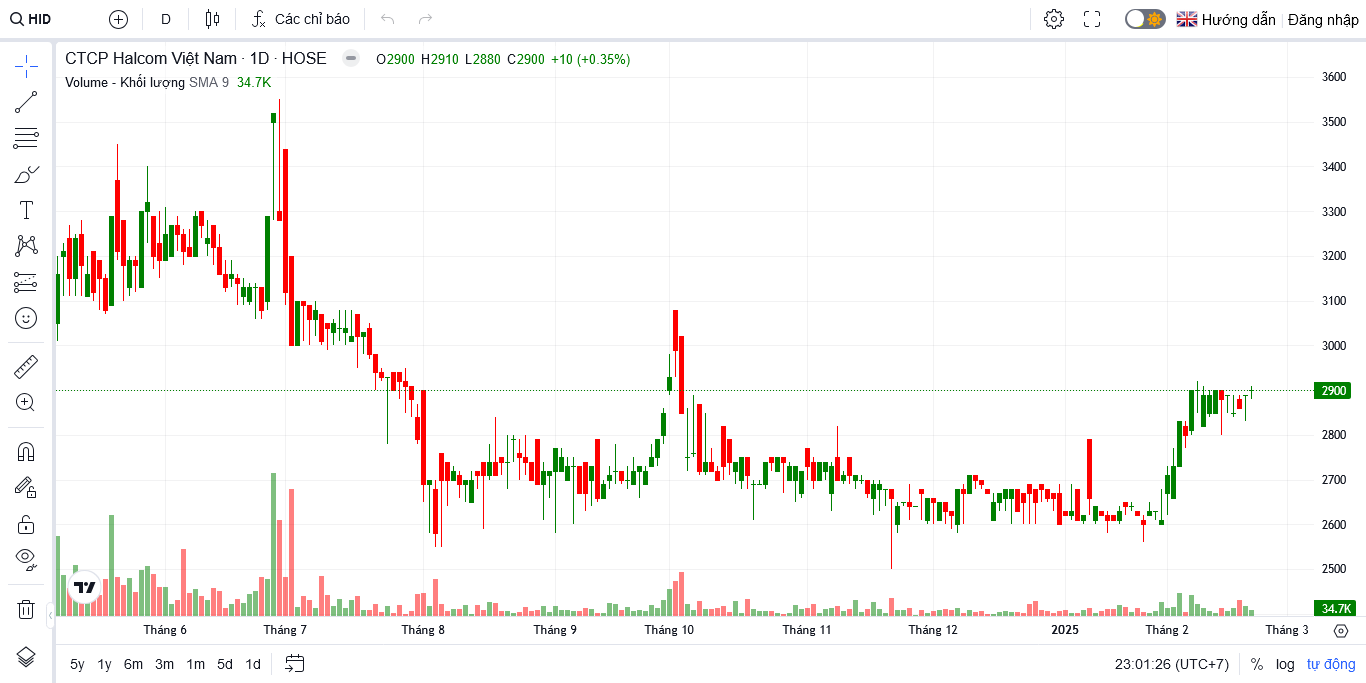 HID D Các chỉ báo Hướng dẫn Đăng nhập
CTCP Halcom Việt Nam · 1D · HOSE O2900 H2910 L2880 C2900 +10 (+0.35%)
Volume - Khối lượng SMA 9 34.7K
3600
3500
3400
3300
3200
3100
3000
2900
2800
2700
2600
2500
34.7K
Tháng 6 Tháng 7 Tháng 8 Tháng 9 Tháng 10 Tháng 11 Tháng 12 2025 Tháng 2 Tháng 3
5y 1y 6m 3m 1m 5d 1d 23:01:26 (UTC+7) % log tự động